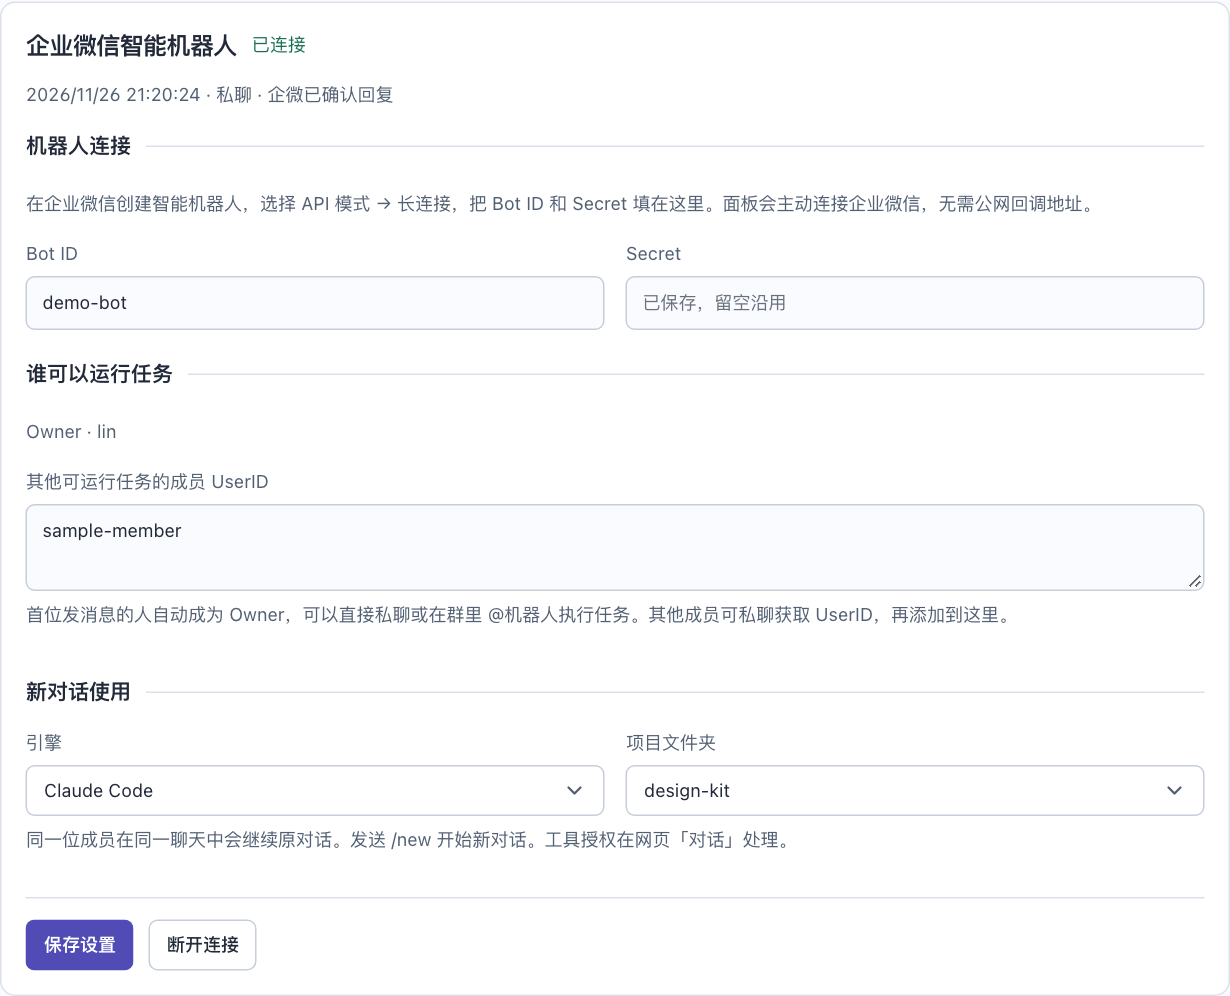 企业微信智能机器人 已连接
2026/11/26 21:20:24 · 私聊 · 企微已确认回复
机器人连接
在企业微信创建智能机器人，选择 API 模式 → 长连接，把 Bot ID 和 Secret 填在这里。面板会主动连接企业微信，无需公网回调地址。
Bot ID
Secret
demo-bot
已保存，留空沿用
谁可以运行任务
Owner · lin
其他可运行任务的成员 UserID
sample-member
首位发消息的人自动成为 Owner，可以直接私聊或在群里 @机器人执行任务。其他成员可私聊获取 UserID，再添加到这里。
新对话使用
引擎
项目文件夹
Claude Code
design-kit
同一位成员在同一聊天中会继续原对话。发送 /new 开始新对话。工具授权在网页「对话」处理。
保存设置
断开连接